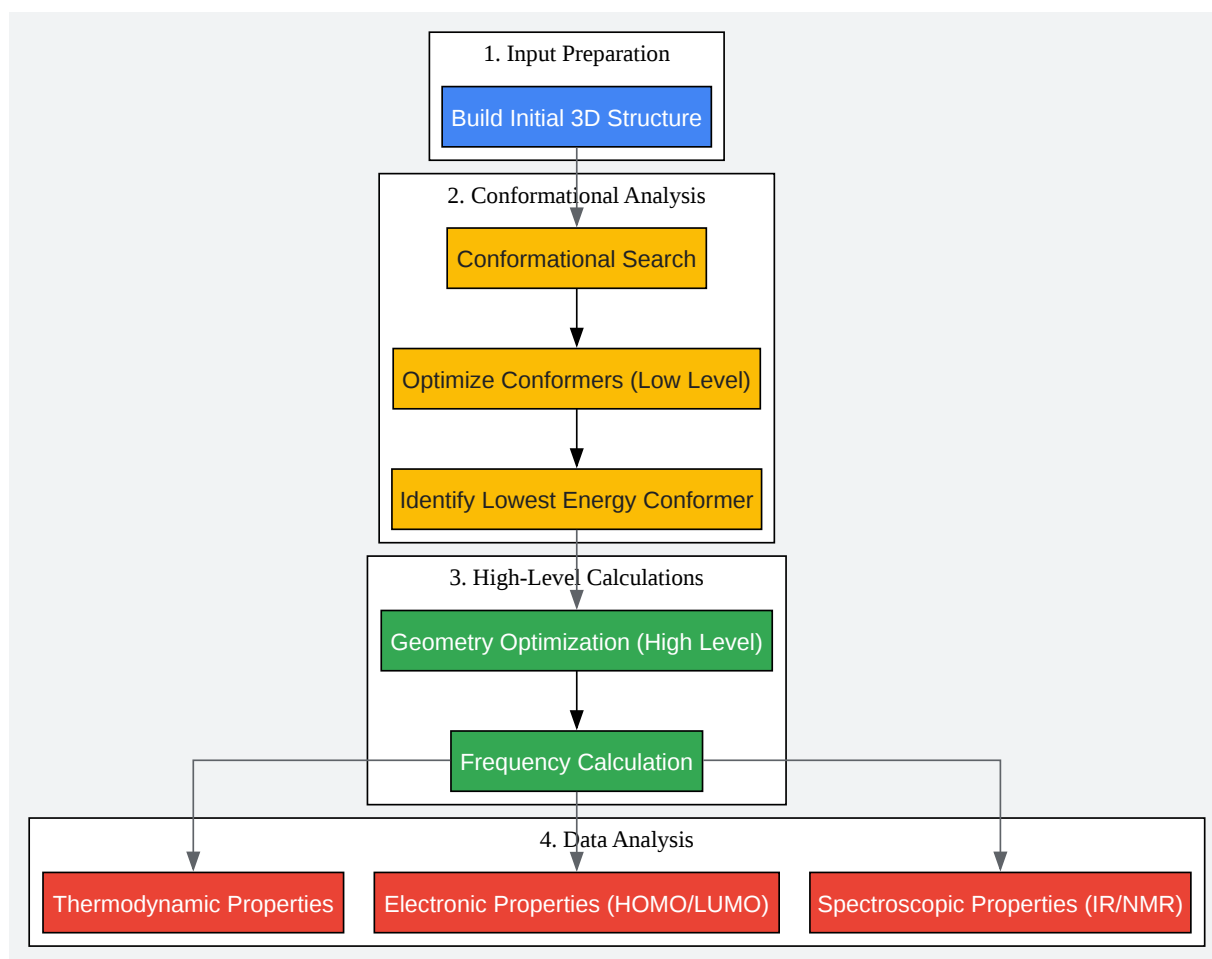 1. Input Preparation
Build Initial 3D Structure
2. Conformational Analysis
Conformational Search
Optimize Conformers (Low Level)
Identify Lowest Energy Conformer
3. High-Level Calculations
Geometry Optimization (High Level)
Frequency Calculation
4. Data Analysis
Thermodynamic Properties
Electronic Properties (HOMO/LUMO)
Spectroscopic Properties (IR/NMR)